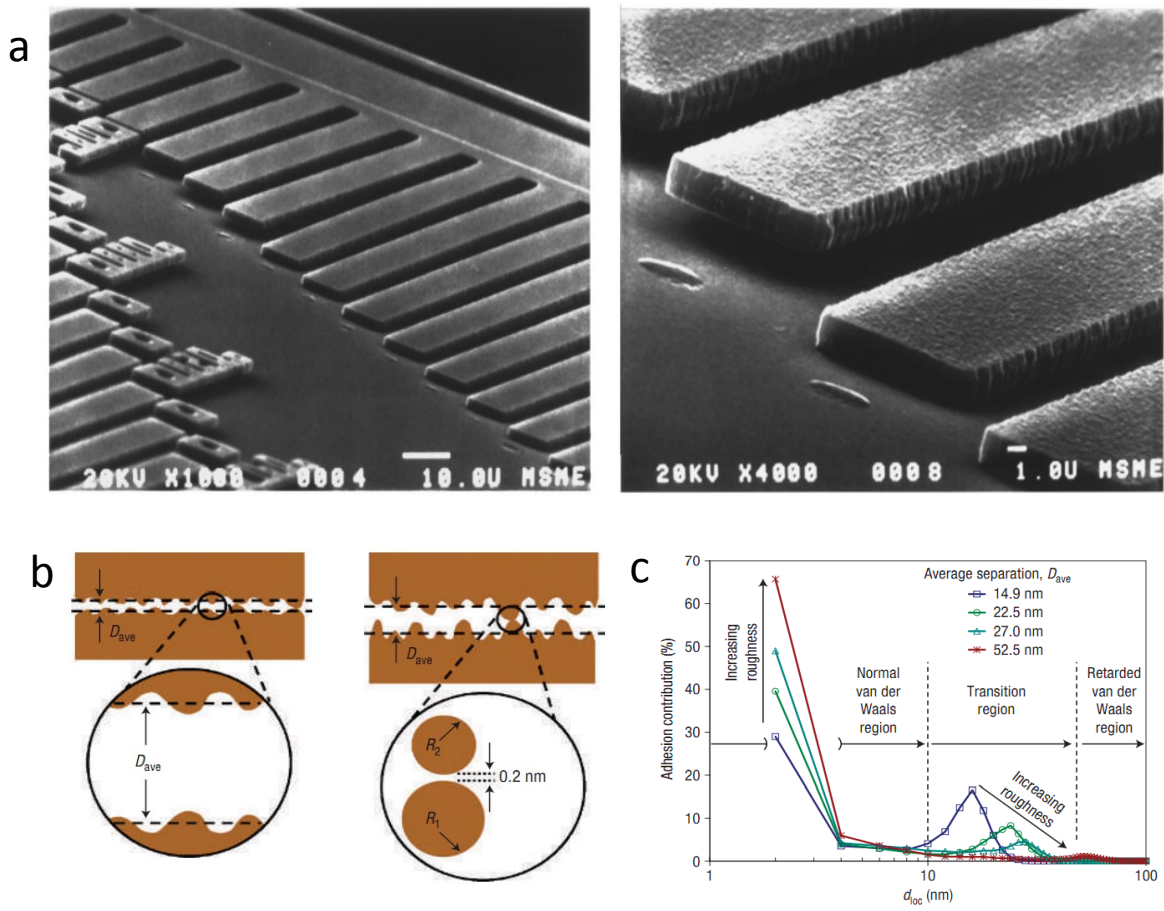 a
20KV X1000 0004 10.0U MSME
20KV X4000 0008 1.0U MSME
b
D_ave
D_ave
D_ave
R_2
0.2 nm
R_1
c
70
60
50
40
30
20
10
0
Adhesion contribution (%)
Average separation, D_ave
14.9 nm
22.5 nm
27.0 nm
52.5 nm
Increasing
roughness
Normal
van der
Waals
region
Transition
region
Retarded
van der
Waals
region
Increasing
roughness
1
10
100
d_loc (nm)